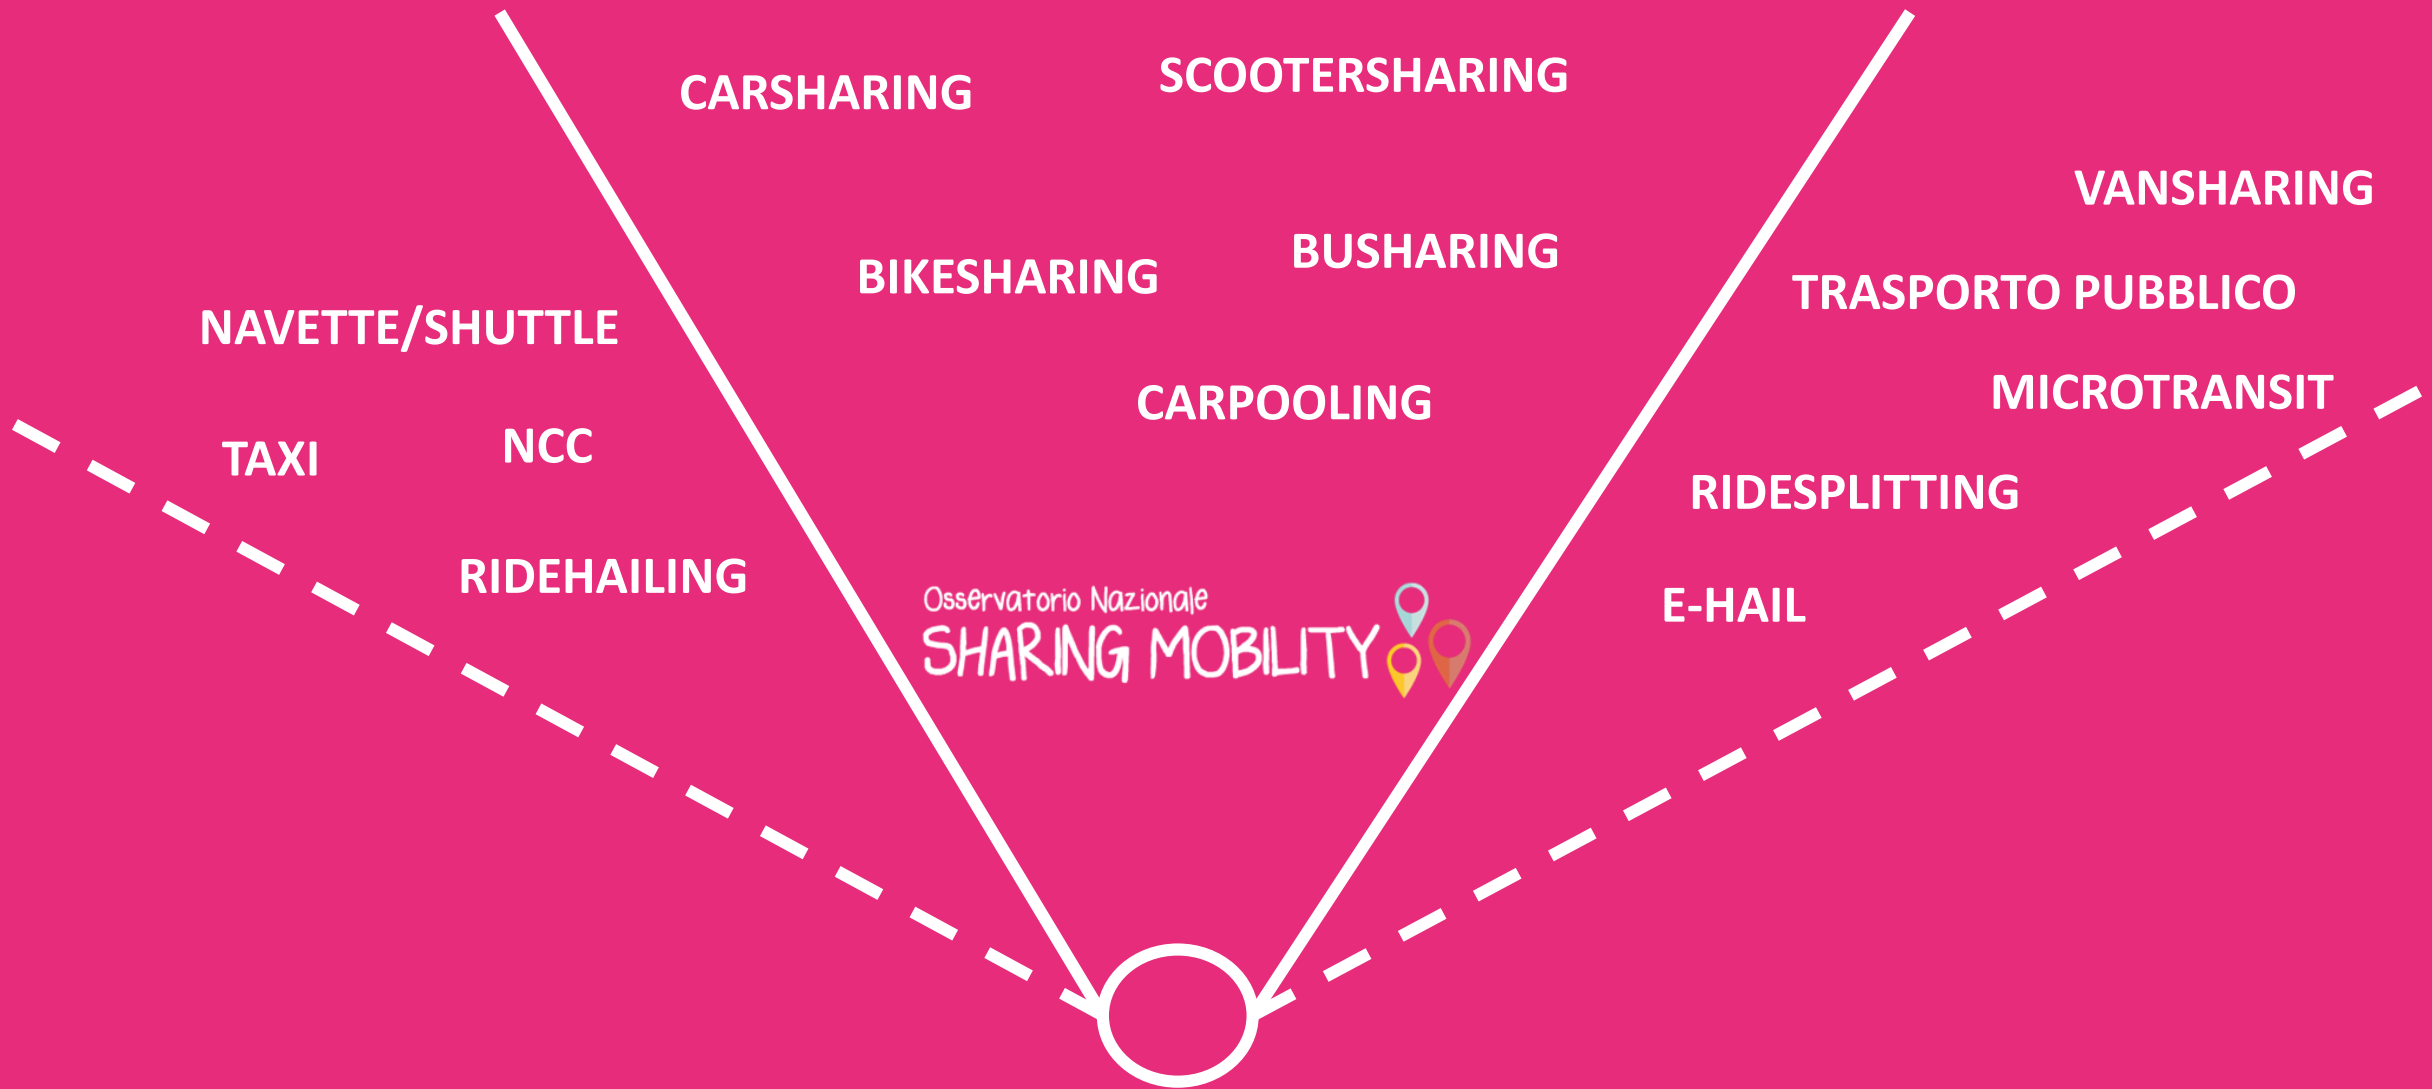 CARSHARING
SCOOTERSHARING
BIKESHARING
BUSHARING
CARPOOLING
NAVETTE/SHUTTLE
TAXI
NCC
RIDEHAILING
VANSHARING
TRASPORTO PUBBLICO
MICROTRANSIT
RIDESPLITTING
E-HAIL
Osservatorio Nazionale
SHARING MOBILITY